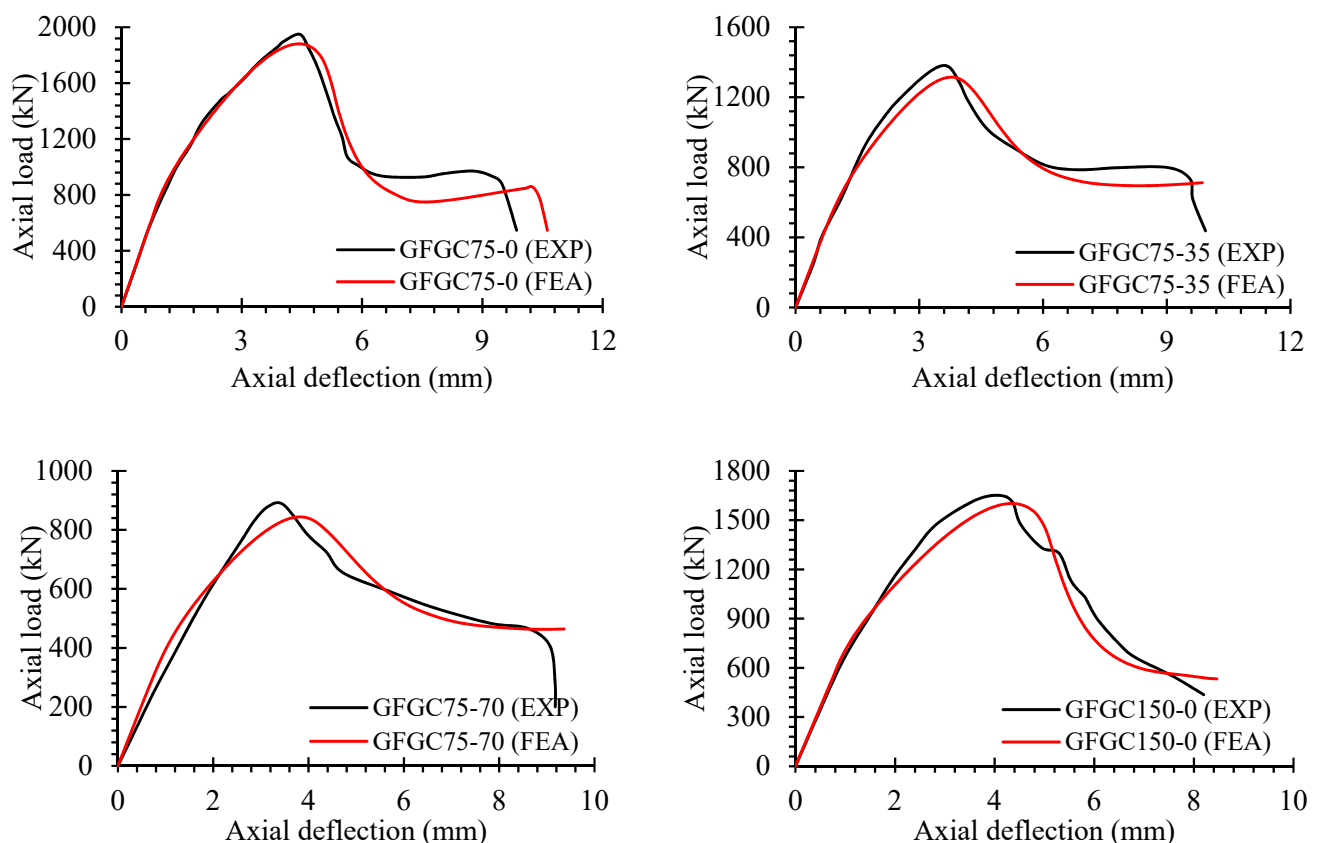 2000
1600
1200
800
400
0
Axial load (kN)
GFGC75-0 (EXP)
GFGC75-0 (FEA)
0 3 6 9 12
Axial deflection (mm)
1600
1200
800
400
0
Axial load (kN)
GFGC75-35 (EXP)
GFGC75-35 (FEA)
0 3 6 9 12
Axial deflection (mm)
1000
800
600
400
200
0
Axial load (kN)
GFGC75-70 (EXP)
GFGC75-70 (FEA)
0 2 4 6 8 10
Axial deflection (mm)
1800
1500
1200
900
600
300
0
Axial load (kN)
GFGC150-0 (EXP)
GFGC150-0 (FEA)
0 2 4 6 8 10
Axial deflection (mm)